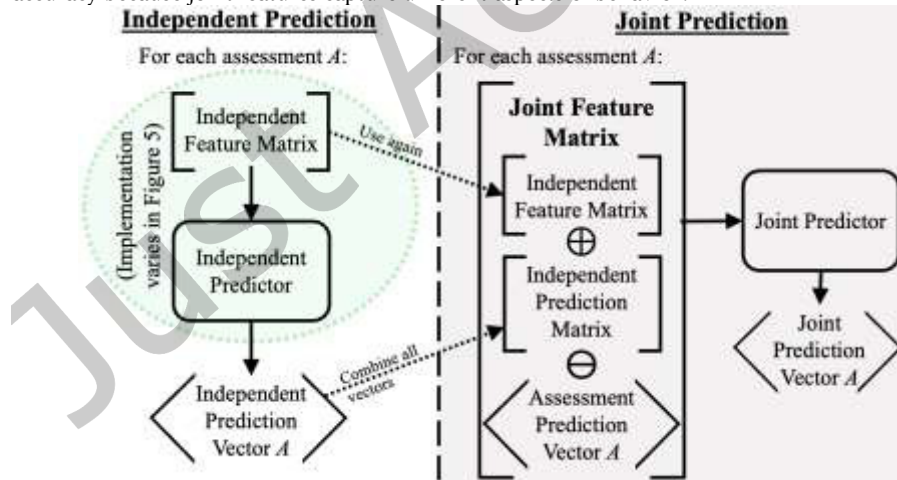 Independent Prediction
For each assessment A:
(Implementation
varies in Figure 5)
Independent
Feature Matrix
Independent
Predictor
Independent
Prediction
Vector A
Use again
Combine all
vectors
Joint Prediction
For each assessment A:
Joint Feature
Matrix
Independent
Feature Matrix
⊕
Independent
Prediction
Matrix
⊖
Assessment
Prediction
Vector A
Joint Predictor
Joint
Prediction
Vector A
Just Ac